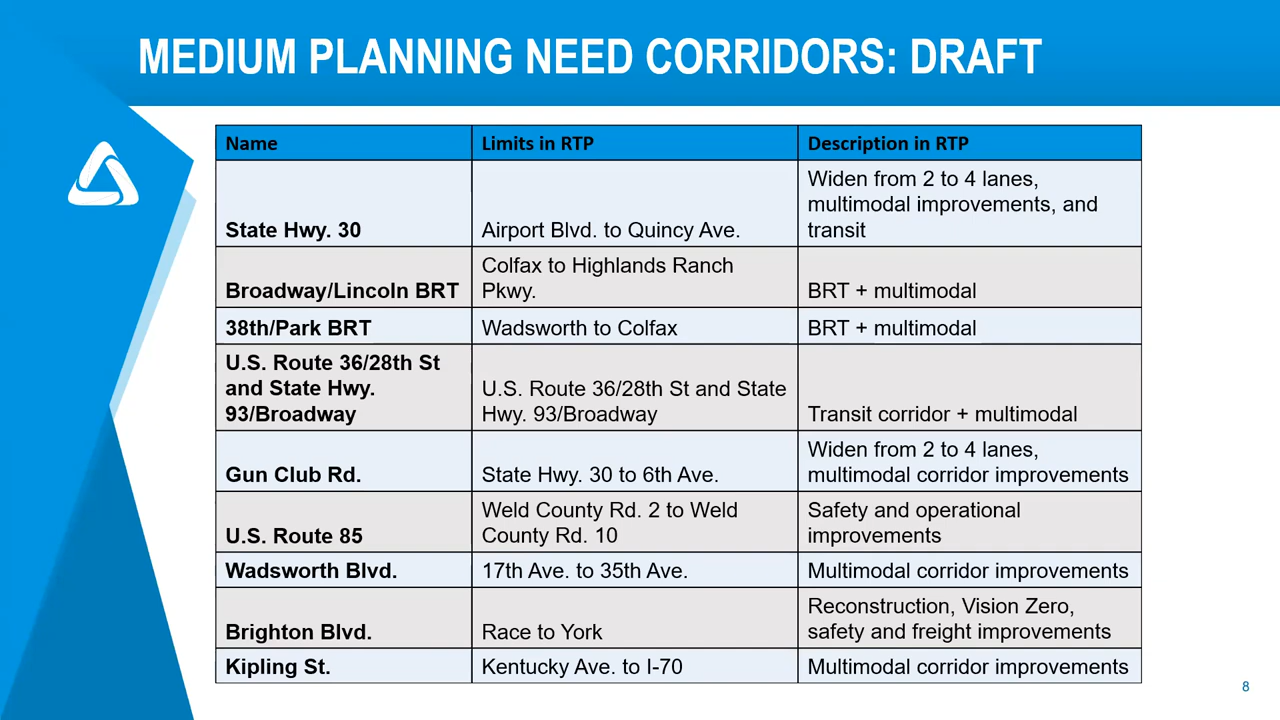 MEDIUM PLANNING NEED CORRIDORS: DRAFT
Name
Limits in RTP
Description in RTP
State Hwy. 30
Airport Blvd. to Quincy Ave.
Widen from 2 to 4 lanes,
multimodal improvements, and
transit
Broadway/Lincoln BRT
Colfax to Highlands Ranch
Pkwy.
BRT + multimodal
38th/Park BRT
Wadsworth to Colfax
BRT + multimodal
U.S. Route 36/28th St
and State Hwy.
93/Broadway
U.S. Route 36/28th St and State
Hwy. 93/Broadway
Transit corridor + multimodal
Gun Club Rd.
State Hwy. 30 to 6th Ave.
Widen from 2 to 4 lanes,
multimodal corridor improvements
U.S. Route 85
Weld County Rd. 2 to Weld
County Rd. 10
Safety and operational
improvements
Wadsworth Blvd.
17th Ave. to 35th Ave.
Multimodal corridor improvements
Brighton Blvd.
Race to York
Reconstruction, Vision Zero,
safety and freight improvements
Kipling St.
Kentucky Ave. to I-70
Multimodal corridor improvements
8